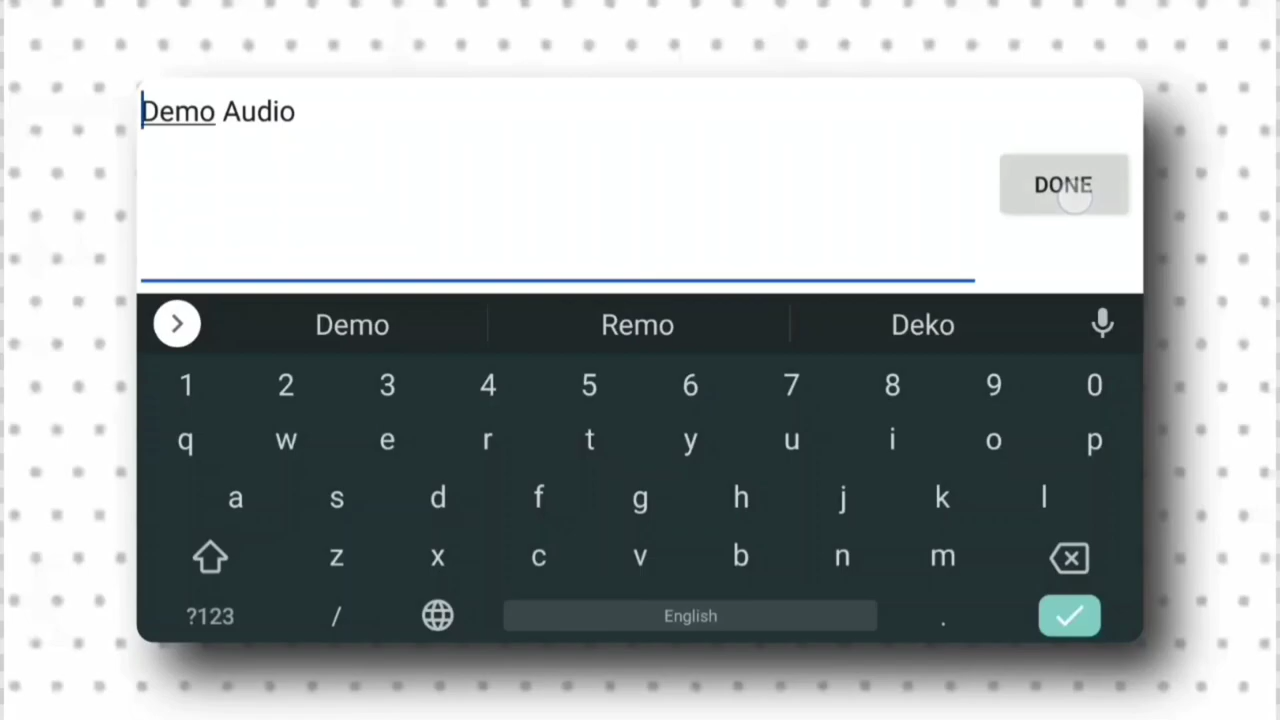 Demo Audio
DONE
Demo Remo Deko
1 2 3 4 5 6 7 8 9 0
q w e r t y u i o p
a s d f g h j k l
z x c v b n m
?123 / English .